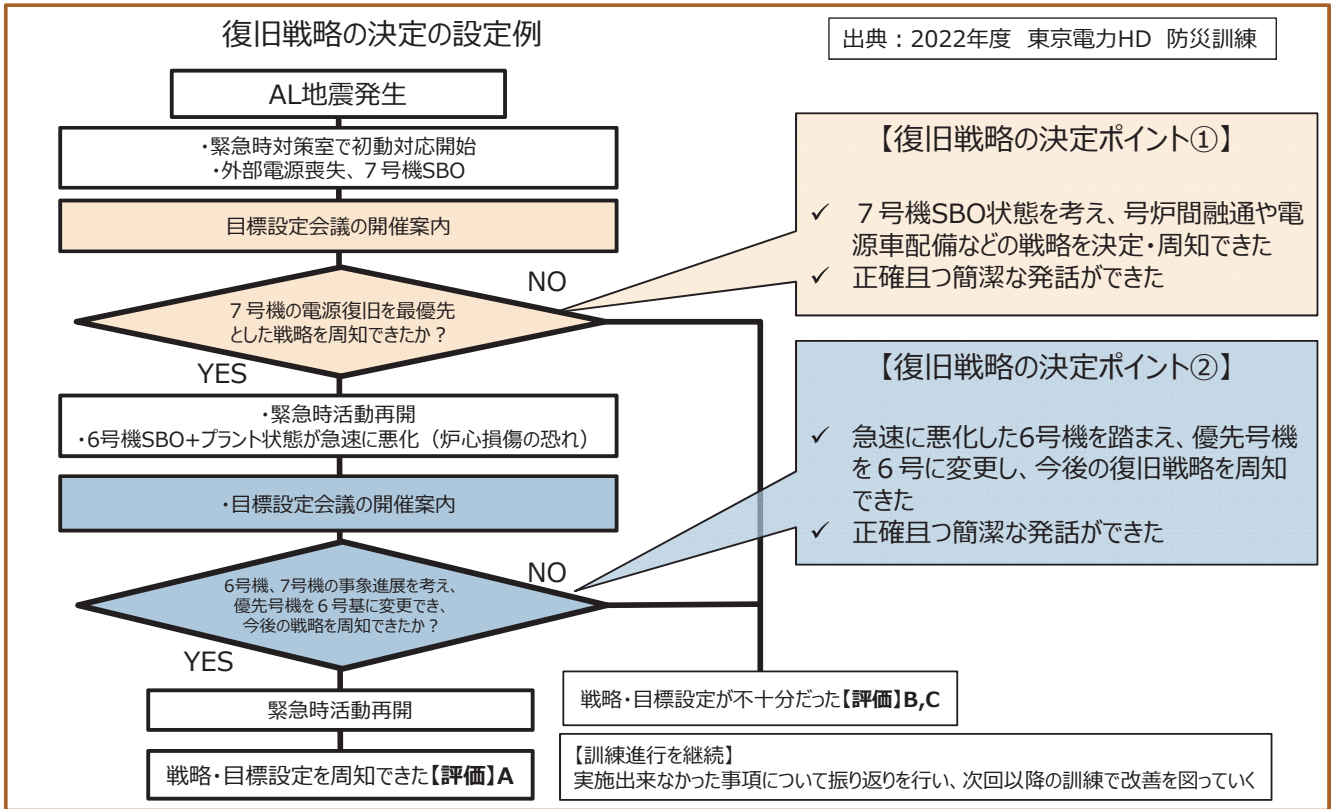 復旧戦略の決定の設定例
出典：2022年度 東京電力HD 防災訓練
AL地震発生
・緊急時対策室で初動対応開始
・外部電源喪失、７号機SBO
目標設定会議の開催案内
７号機の電源復旧を最優先
とした戦略を周知できたか？
NO
YES
【復旧戦略の決定ポイント①】
✓ ７号機SBO状態を考え、号炉間融通や電
源車配備などの戦略を決定・周知できた
✓ 正確且つ簡潔な発話ができた
・緊急時活動再開
・6号機SBO+プラント状態が急速に悪化（炉心損傷の恐れ）
・目標設定会議の開催案内
6号機、7号機の事象進展を考え、
優先号機を６号基に変更でき、
今後の戦略を周知できたか？
NO
YES
【復旧戦略の決定ポイント②】
✓ 急速に悪化した6号機を踏まえ、優先号機
を６号に変更し、今後の復旧戦略を周知
できた
✓ 正確且つ簡潔な発話ができた
緊急時活動再開
戦略・目標設定を周知できた【評価】A
戦略・目標設定が不十分だった【評価】B,C
【訓練進行を継続】
実施出来なかった事項について振り返りを行い、次回以降の訓練で改善を図っていく